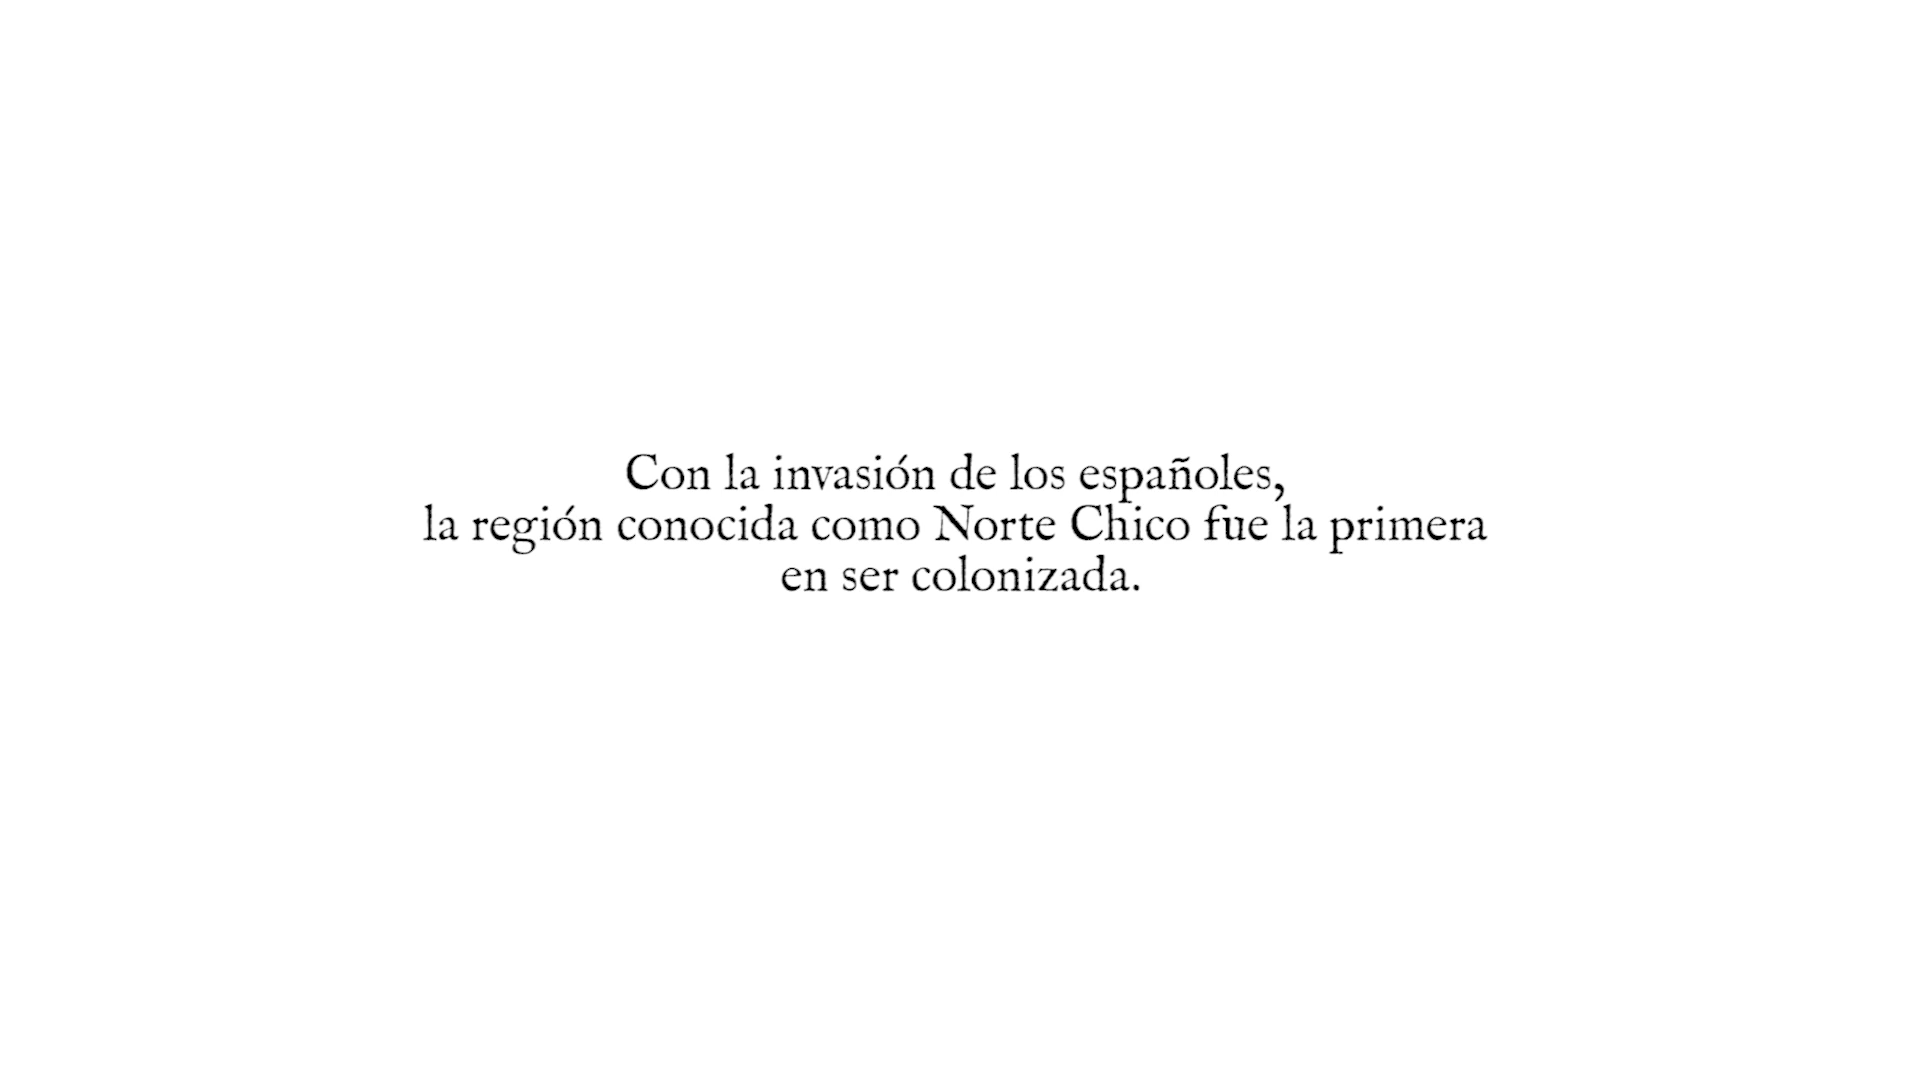 Con la invasión de los españoles,
la región conocida como Norte Chico fue la primera
en ser colonizada.